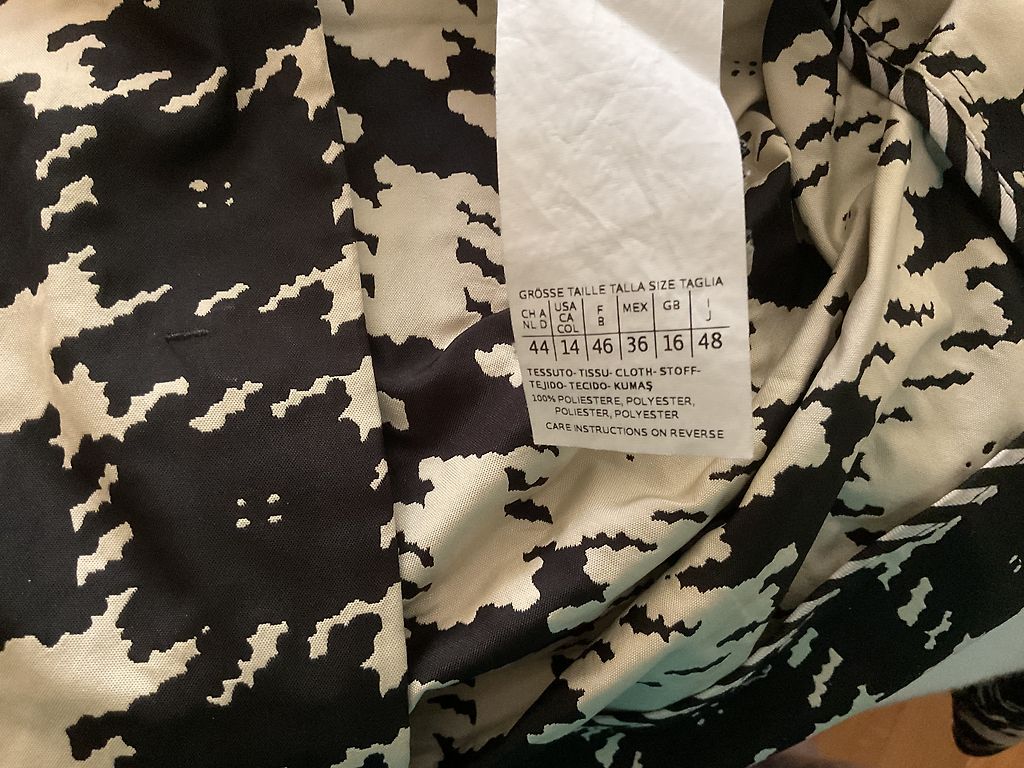 GRÖSSE TAILLE TALLA SIZE TAGLIA
CH A NL D USA CA COL F B MEX GB I J
44 14 46 36 16 48
TESSUTO-TISSU-CLOTH-STOFF-
TEJIDO-TECIDO-KUMAŞ
100% POLIESTERE, POLYESTER,
POLIESTER, POLYESTER
CARE INSTRUCTIONS ON REVERSE